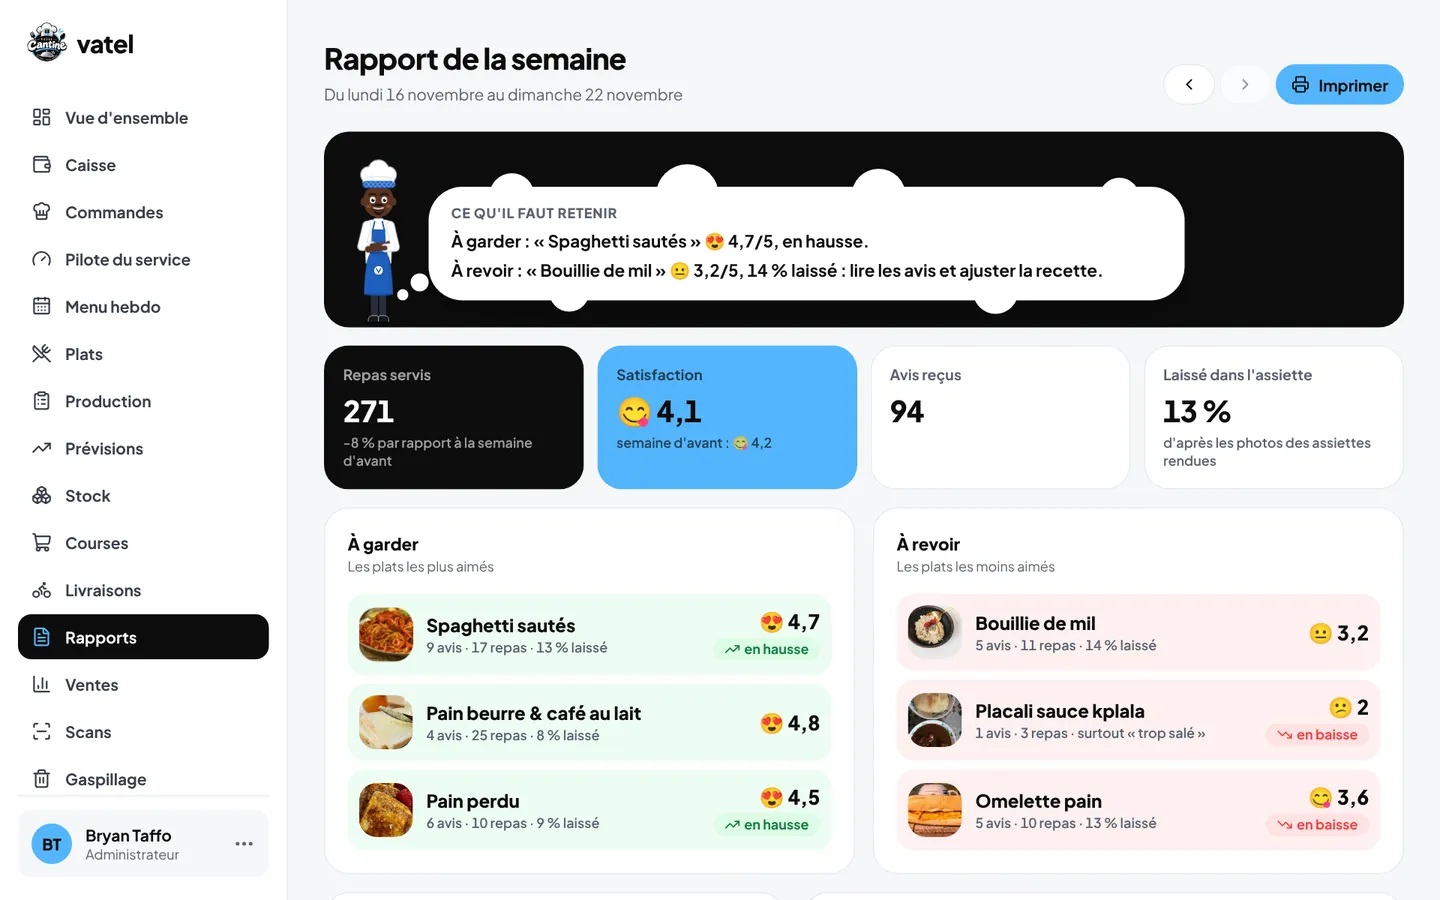 Cantine
vatel
Vue d'ensemble
Caisse
Commandes
Pilote du service
Menu hebdo
Plats
Production
Prévisions
Stock
Courses
Livraisons
Rapports
Ventes
Scans
Gaspillage
BT
Bryan Taffo
Administrateur
Rapport de la semaine
Du lundi 16 novembre au dimanche 22 novembre
Imprimer
CE QU'IL FAUT RETENIR
À garder : « Spaghetti sautés » 😍 4,7/5, en hausse.
À revoir : « Bouillie de mil » 😐 3,2/5, 14 % laissé : lire les avis et ajuster la recette.
Repas servis
271
-8 % par rapport à la semaine
d'avant
Satisfaction
😋 4,1
semaine d'avant : 😋 4,2
Avis reçus
94
Laissé dans l'assiette
13 %
d'après les photos des assiettes
rendues
À garder
Les plats les plus aimés
Spaghetti sautés
9 avis · 17 repas · 13 % laissé
😍 4,7
en hausse
Pain beurre & café au lait
4 avis · 25 repas · 8 % laissé
😍 4,8
Pain perdu
6 avis · 10 repas · 9 % laissé
😍 4,5
en hausse
À revoir
Les plats les moins aimés
Bouillie de mil
5 avis · 11 repas · 14 % laissé
😐 3,2
Placali sauce kplala
1 avis · 3 repas · surtout « trop salé »
😕 2
en baisse
Omelette pain
5 avis · 10 repas · 13 % laissé
😋 3,6
en baisse